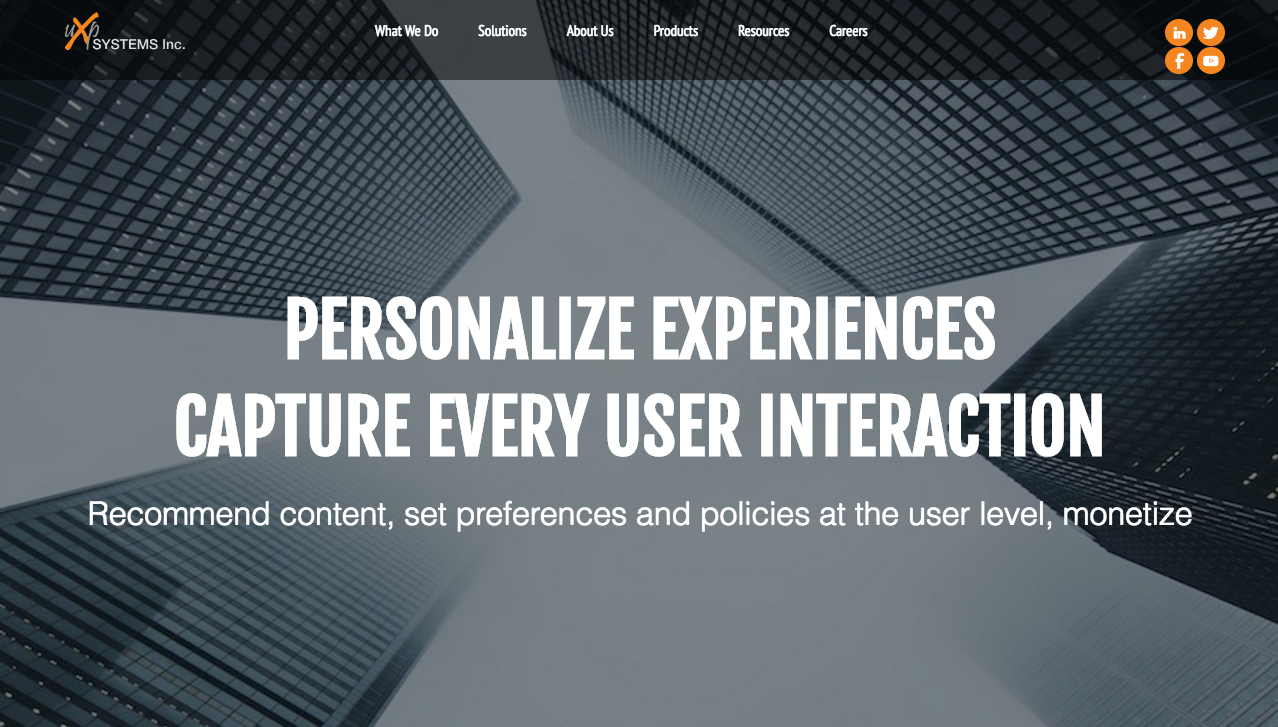 uXp SYSTEMS Inc.
What We Do Solutions About Us Products Resources Careers
in
f
PERSONALIZE EXPERIENCES
CAPTURE EVERY USER INTERACTION
Recommend content, set preferences and policies at the user level, monetize